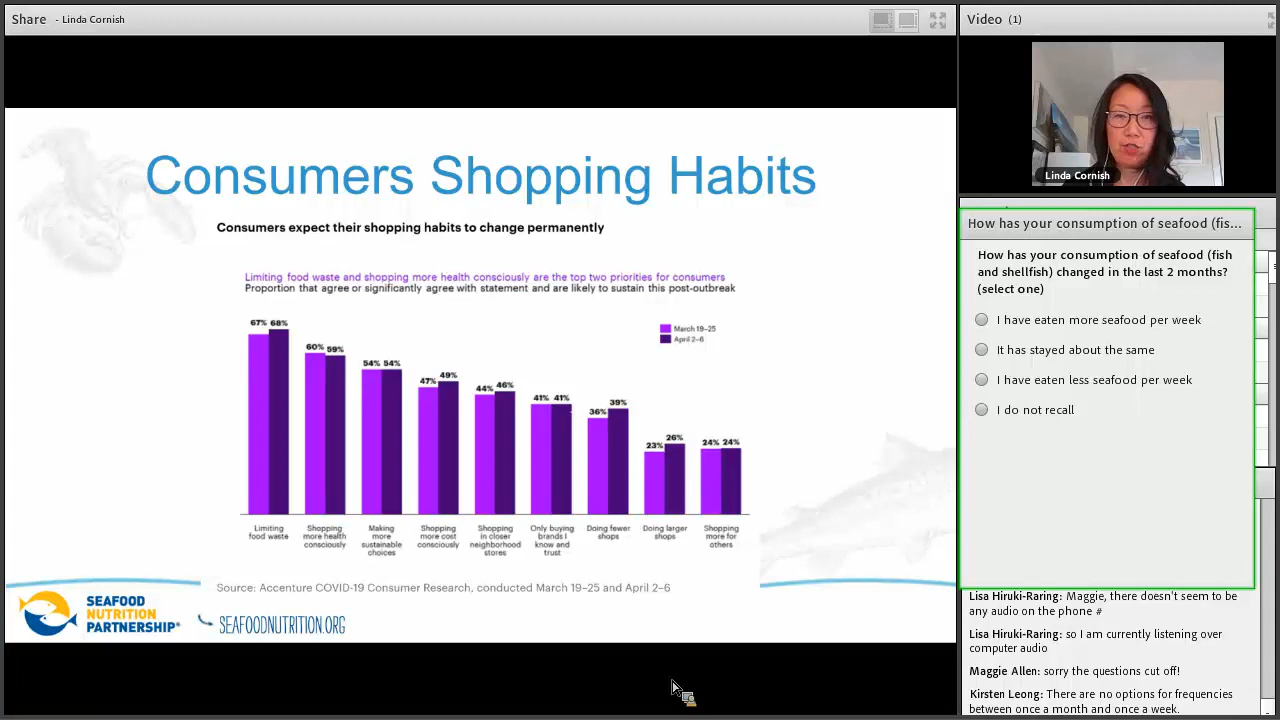 Share - Linda Cornish
Consumers Shopping Habits
Consumers expect their shopping habits to change permanently
Limiting food waste and shopping more health consciously are the top two priorities for consumers
Proportion that agree or significantly agree with statement and are likely to sustain this post-outbreak
March 19–25
April 2–6
67% 68%
60% 59%
54% 54%
47% 49%
44% 46%
41% 41%
36% 39%
23% 26%
24% 24%
Limiting
food waste
Shopping
more health
consciously
Making
more
sustainable
choices
Shopping
more cost
consciously
Shopping
in closer
neighborhood
stores
Only buying
brands I
know and
trust
Doing fewer
shops
Doing larger
shops
Shopping
more for
others
Source: Accenture COVID-19 Consumer Research, conducted March 19–25 and April 2–6
SEAFOOD
NUTRITION
PARTNERSHIP
SEAFOODNUTRITION.ORG
Video (1)
Linda Cornish
How has your consumption of seafood (fis...
How has your consumption of seafood (fish
and shellfish) changed in the last 2 months?
(select one)
I have eaten more seafood per week
It has stayed about the same
I have eaten less seafood per week
I do not recall
Lisa Hiruki-Raring: Maggie, there doesn't seem to
be any audio on the phone #
Lisa Hiruki-Raring: so I am currently listening over
computer audio
Maggie Allen: sorry the questions cut off!
Kirsten Leong: There are no options for frequencies
between once a month and once a week.